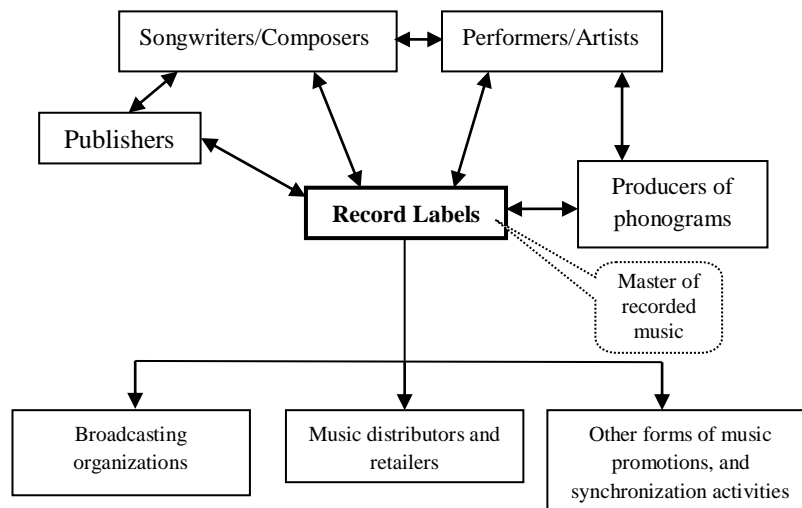 Songwriters/Composers
Performers/Artists
Publishers
Producers of
phonograms
Record Labels
Master of
recorded
music
Broadcasting
organizations
Music distributors and
retailers
Other forms of music
promotions, and
synchronization activities